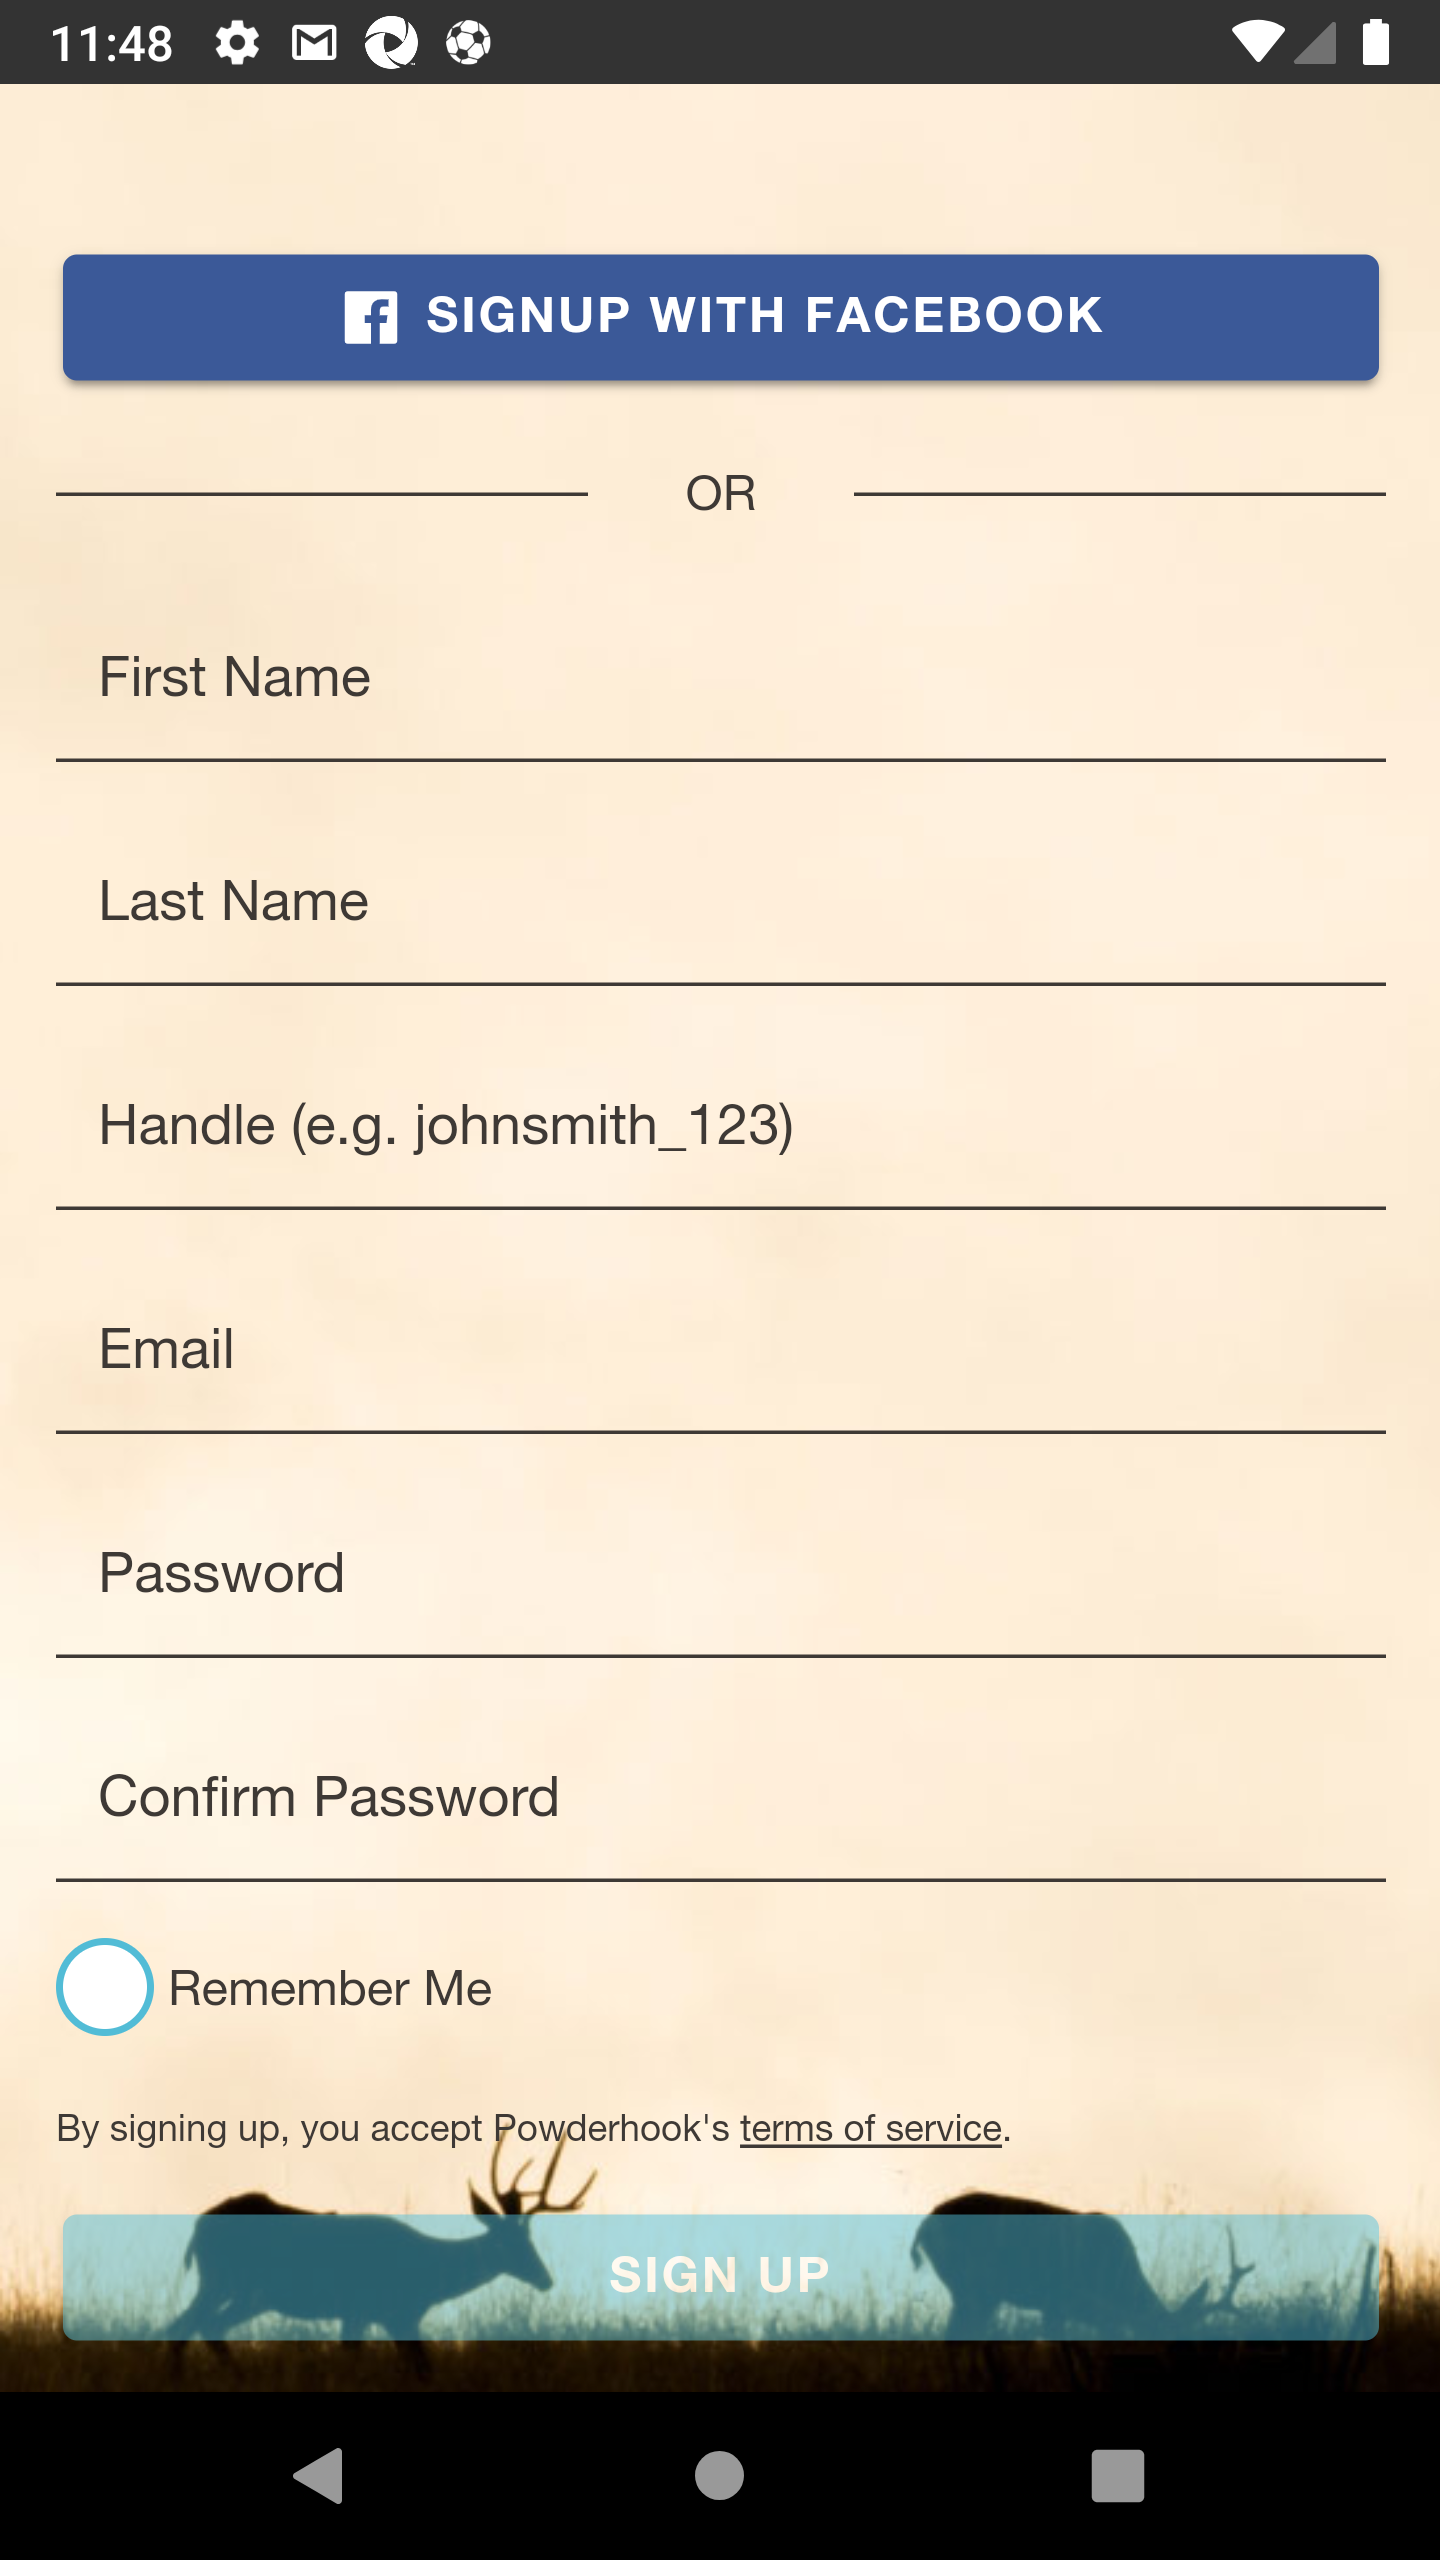 11:48
SIGNUP WITH FACEBOOK
OR
First Name
Last Name
Handle (e.g. johnsmith_123)
Email
Password
Confirm Password
Remember Me
By signing up, you accept Powderhook's terms of service.
SIGN UP